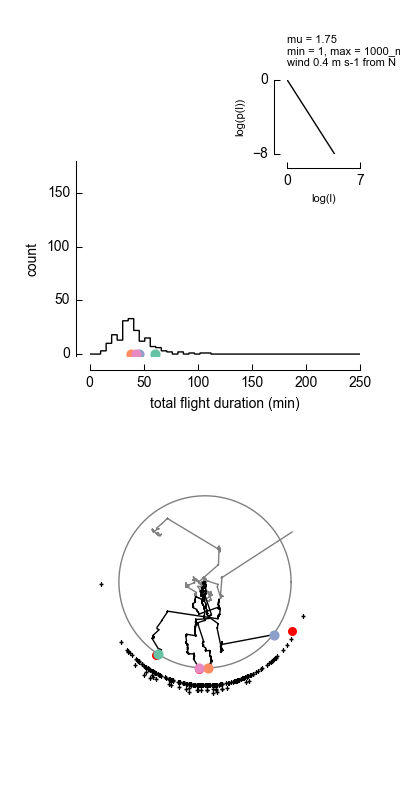 mu = 1.75
min = 1, max = 1000_m
wind 0.4 m s-1 from N
0
−8
log(p(l))
0
7
log(l)
150
100
50
0
count
0
50
100
150
200
250
total flight duration (min)